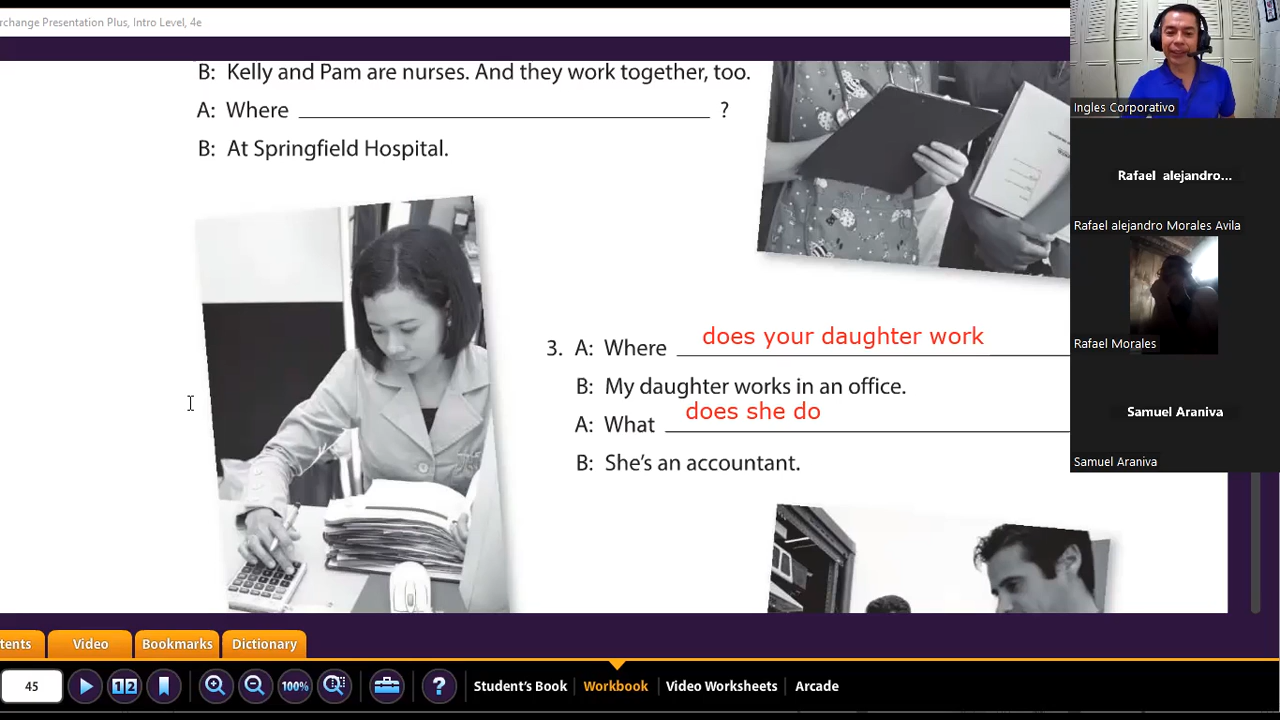 rchange Presentation Plus, Intro Level, 4e
B: Kelly and Pam are nurses. And they work together, too.
A: Where ?
B: At Springfield Hospital.
3. A: Where does your daughter work
B: My daughter works in an office.
A: What does she do
B: She's an accountant.
Ingles Corporativo
Rafael alejandro...
Rafael alejandro Morales Avila
Rafael Morales
Samuel Araniva
Samuel Araniva
tents Video Bookmarks Dictionary
45 12 100% ? Student's Book Workbook Video Worksheets Arcade